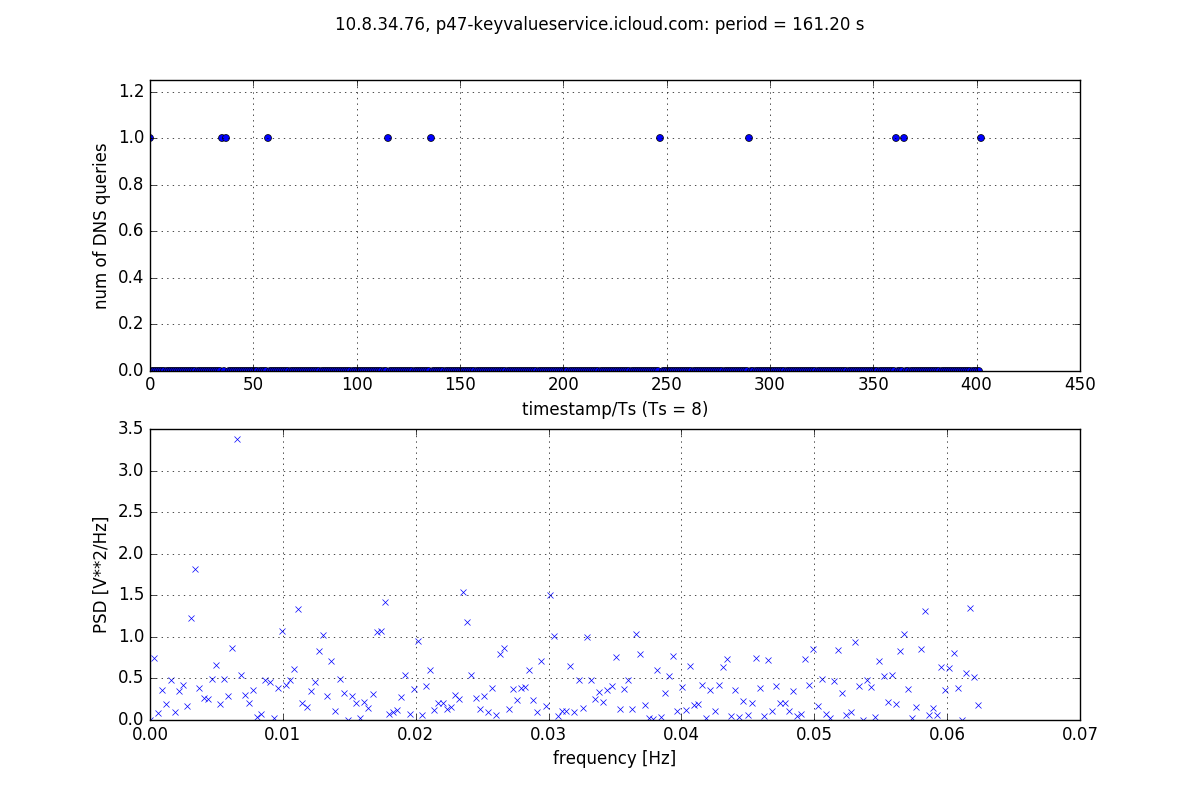 10.8.34.76, p47-keyvalueservice.icloud.com: period = 161.20 s
1.2
1.0
0.8
0.6
0.4
0.2
0.0
num of DNS queries
0 50 100 150 200 250 300 350 400 450
timestamp/Ts (Ts = 8)
3.5
3.0
2.5
2.0
1.5
1.0
0.5
0.0
PSD [V**2/Hz]
0.00 0.01 0.02 0.03 0.04 0.05 0.06 0.07
frequency [Hz]